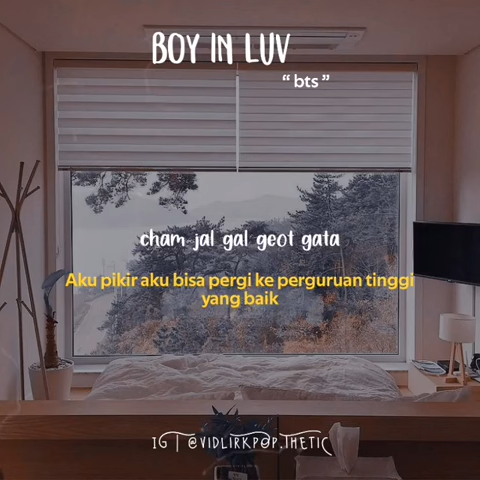 BOY IN LUV
“ bts ”
cham jal gal geot gata
Aku pikir aku bisa pergi ke perguruan tinggi
yang baik
IG | @VIDLIRKPOP.THETIC